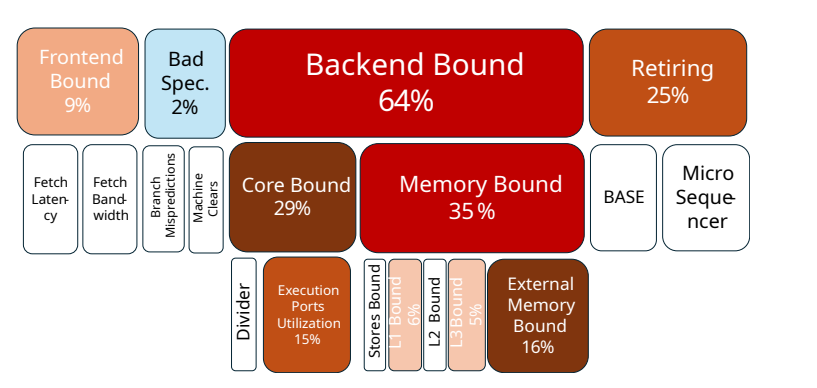 Frontend
Bound
9%
Bad
Spec.
2%
Backend Bound
64%
Retiring
25%
Fetch
Laten-
cy
Fetch
Band-
width
Branch
Mispredictions
Machine
Clears
Core Bound
29%
Memory Bound
35%
BASE
Micro
Seque-
ncer
Divider
Execution
Ports
Utilization
15%
Stores Bound
L1 Bound
6%
L2 Bound
L3 Bound
5%
External
Memory
Bound
16%